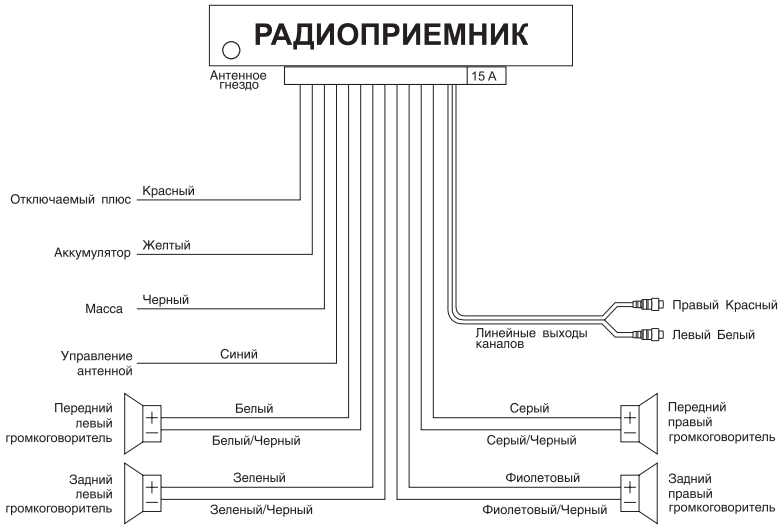 РАДИОПРИЕМНИК
Антенное
гнездо
15 А
Отключаемый плюс
Красный
Аккумулятор
Желтый
Масса
Черный
Управление
антенной
Синий
Линейные выходы
каналов
Правый Красный
Левый Белый
Передний
левый
громкоговоритель
+
−
Белый
Белый/Черный
Серый
Серый/Черный
+
−
Передний
правый
громкоговоритель
Задний
левый
громкоговоритель
+
−
Зеленый
Зеленый/Черный
Фиолетовый
Фиолетовый/Черный
+
−
Задний
правый
громкоговоритель